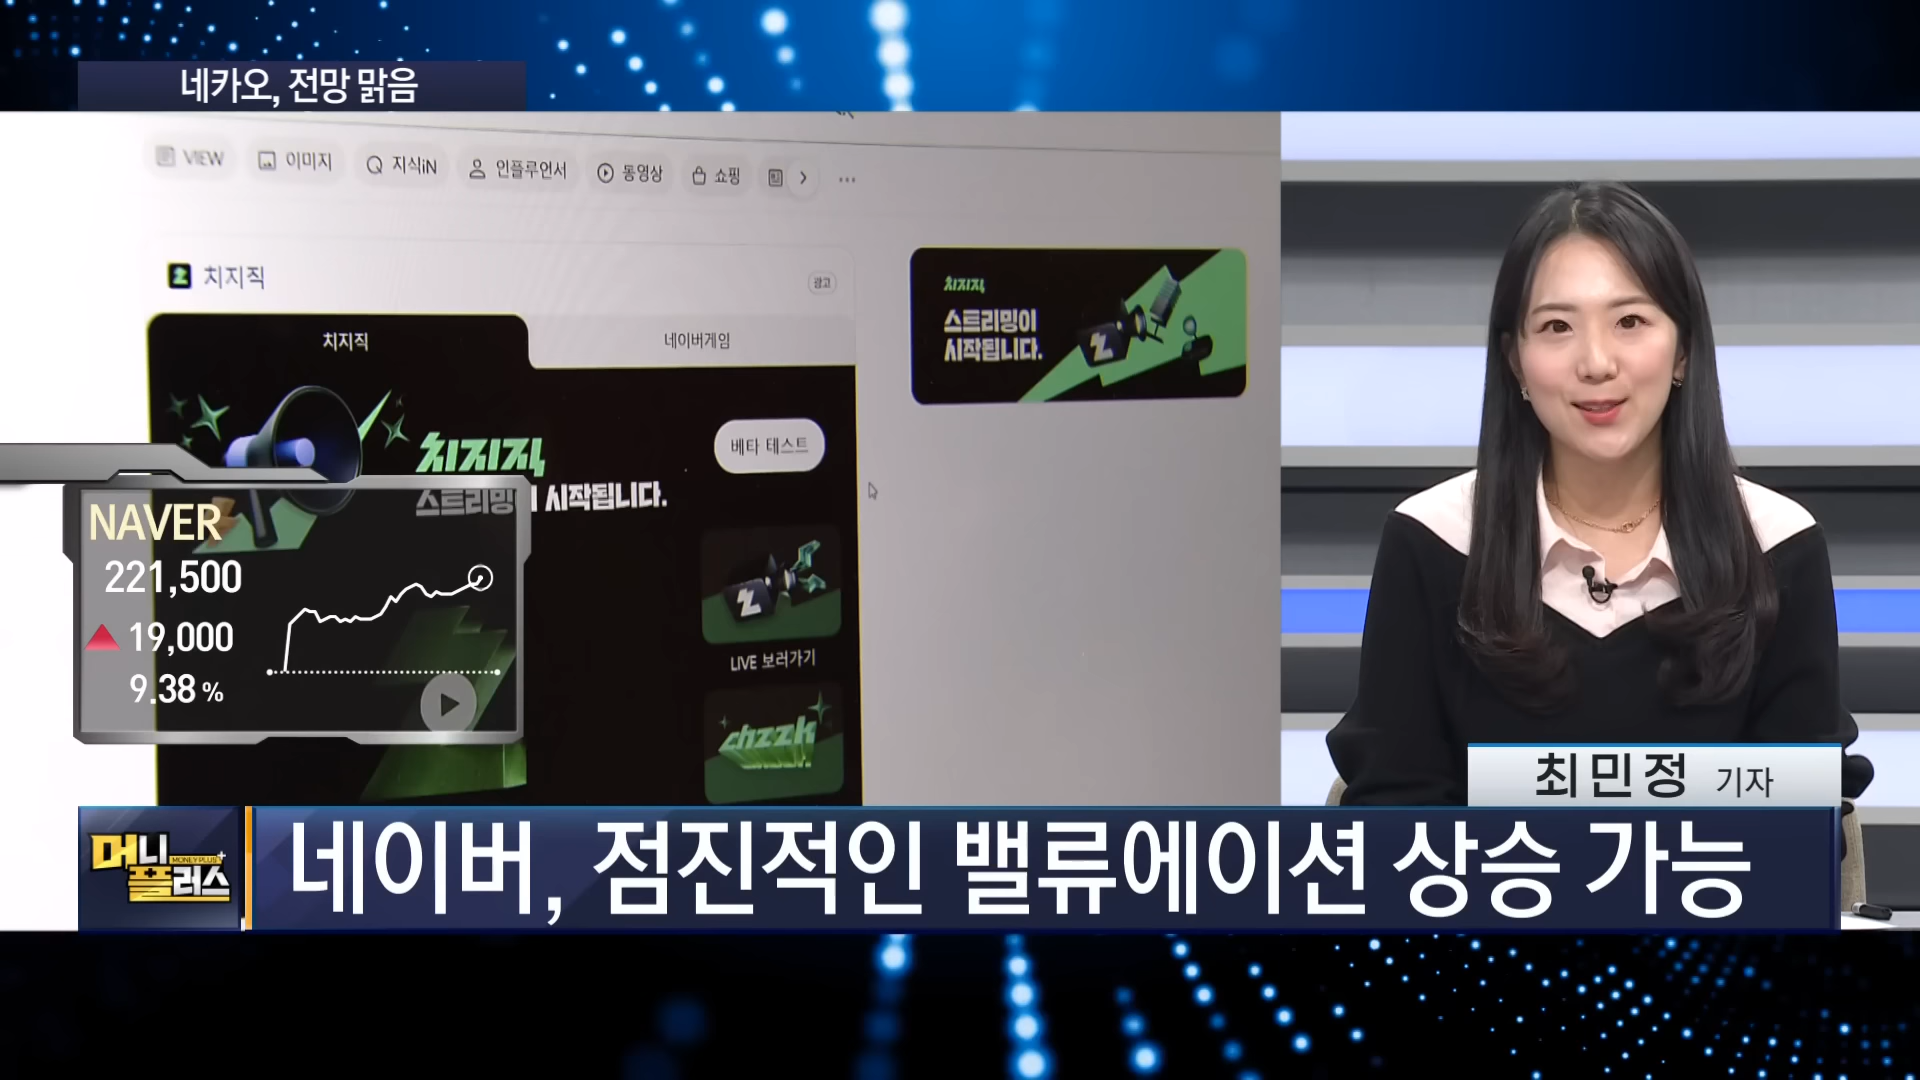 네카오, 전망 맑음
VIEW
이미지
지식iN
인플루언서
동영상
쇼핑
치지직
광고
치지직
네이버게임
치지직
스트리밍이 시작됩니다.
베타 테스트
LIVE 보러가기
chzzk
치지직
스트리밍이
시작됩니다.
NAVER
221,500
▲ 19,000
9.38 %
최민정 기자
머니
MONEY PLUS+
플러스
네이버, 점진적인 밸류에이션 상승 가능